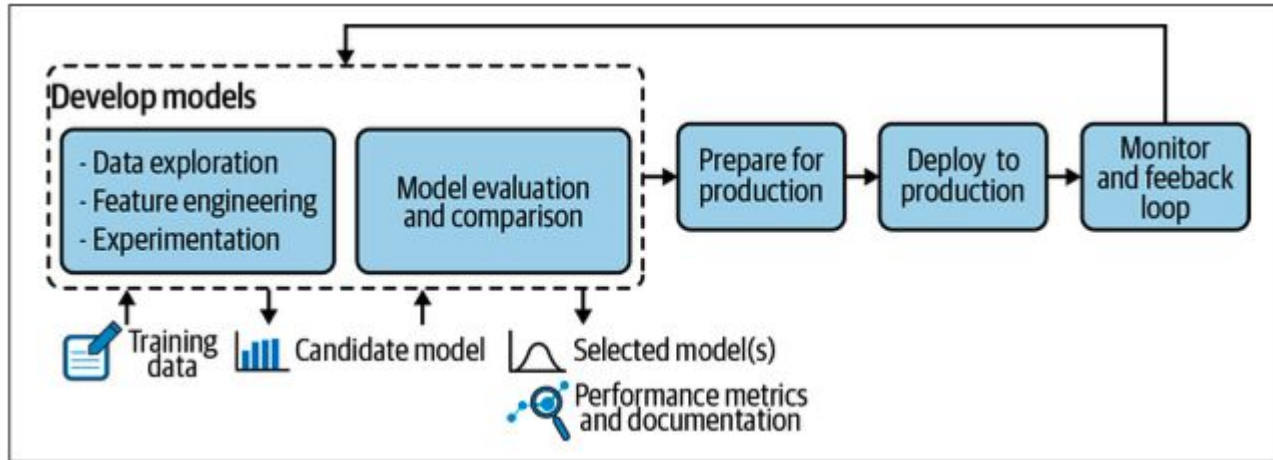 Develop models
- Data exploration
- Feature engineering
- Experimentation
Model evaluation
and comparison
Prepare for
production
Deploy to
production
Monitor
and feeback
loop
Training
data
Candidate model
Selected model(s)
Performance metrics
and documentation